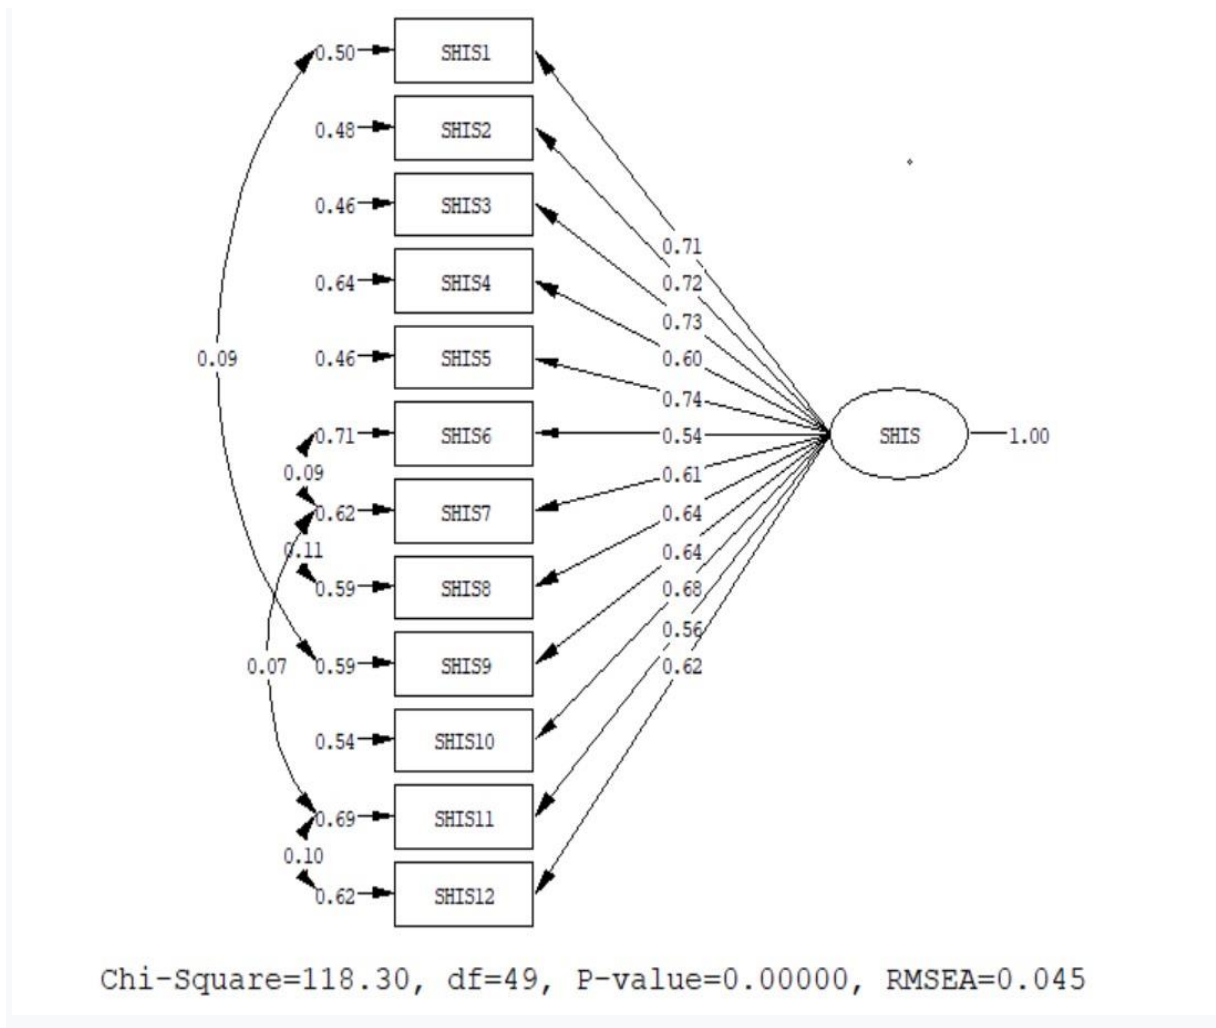 0.50 SHIS1
0.48 SHIS2
0.46 SHIS3
0.71
0.64 SHIS4
0.72
0.73
0.09 0.46 SHIS5 0.60
0.74
0.71 SHIS6 0.54 SHIS 1.00
0.09 0.61
0.62 SHIS7 0.64
0.11 0.64
0.59 SHIS8 0.68
0.56
0.07 0.59 SHIS9 0.62
0.54 SHIS10
0.69 SHIS11
0.10
0.62 SHIS12
Chi-Square=118.30, df=49, P-value=0.00000, RMSEA=0.045